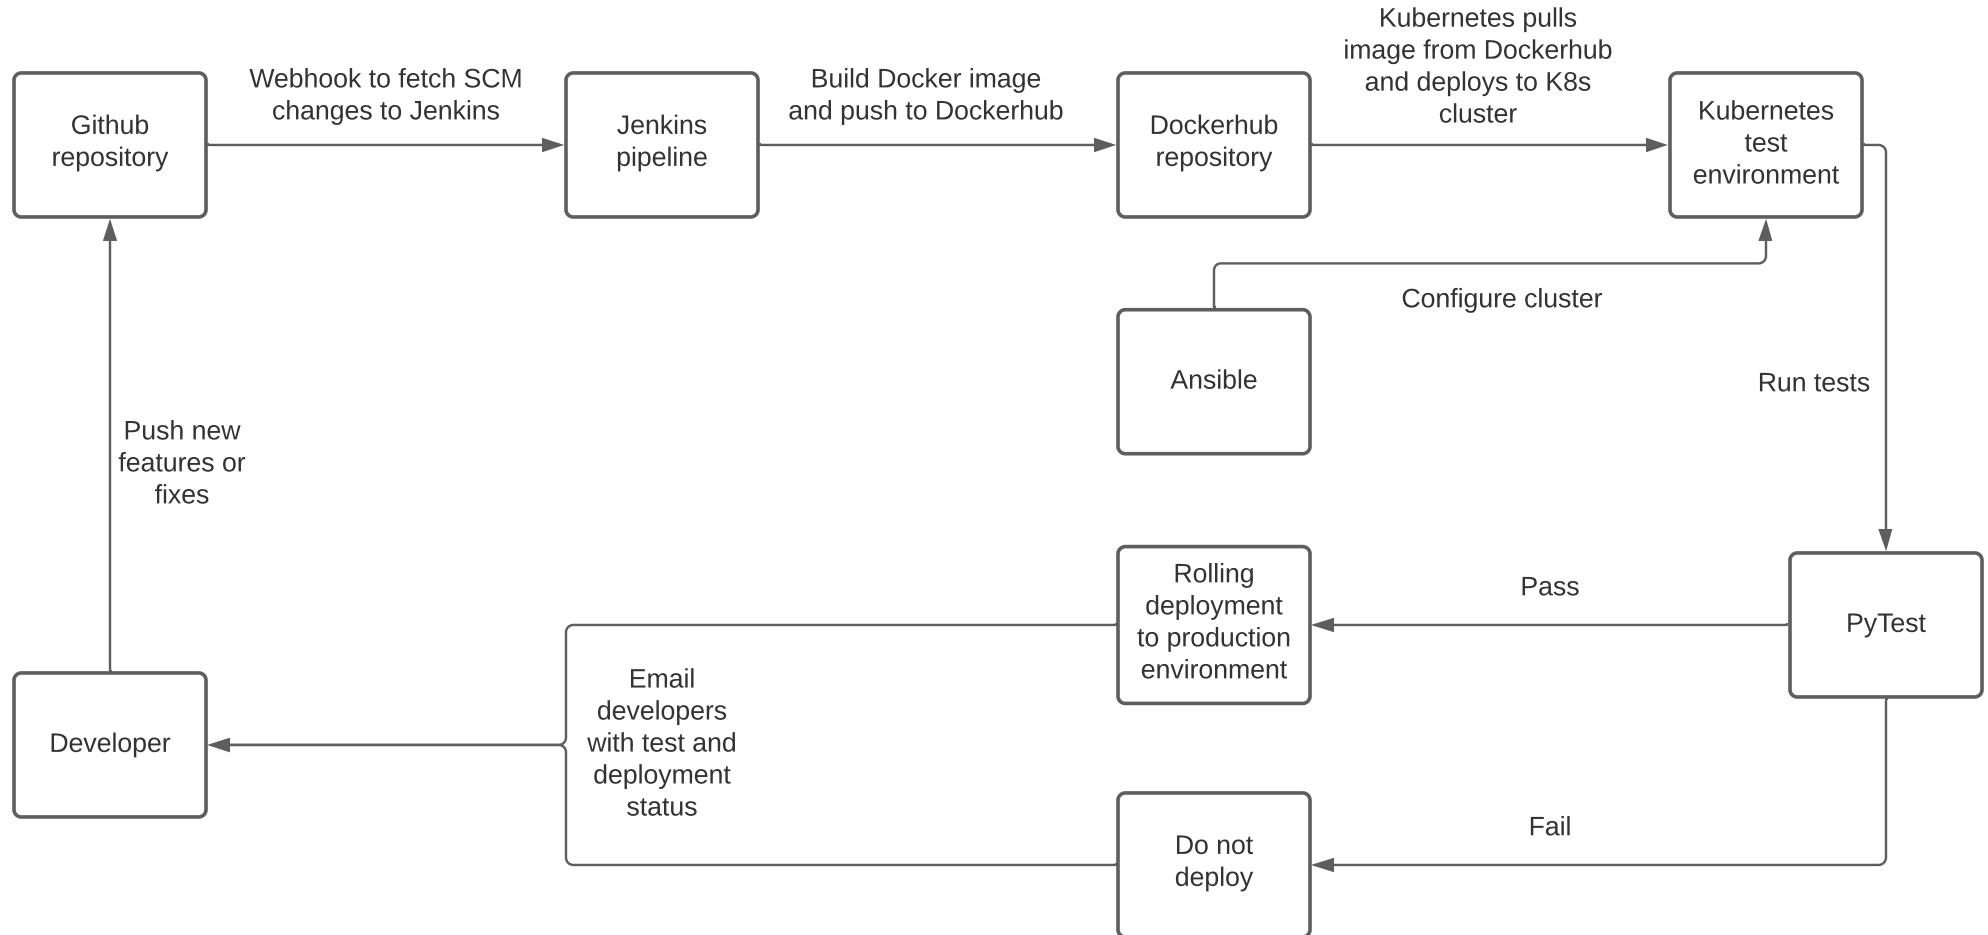 Github
repository
Webhook to fetch SCM
changes to Jenkins
Jenkins
pipeline
Build Docker image
and push to Dockerhub
Dockerhub
repository
Kubernetes pulls
image from Dockerhub
and deploys to K8s
cluster
Kubernetes
test
environment
Configure cluster
Ansible
Run tests
Push new
features or
fixes
Rolling
deployment
to production
environment
Pass
PyTest
Email
developers
with test and
deployment
status
Developer
Fail
Do not
deploy